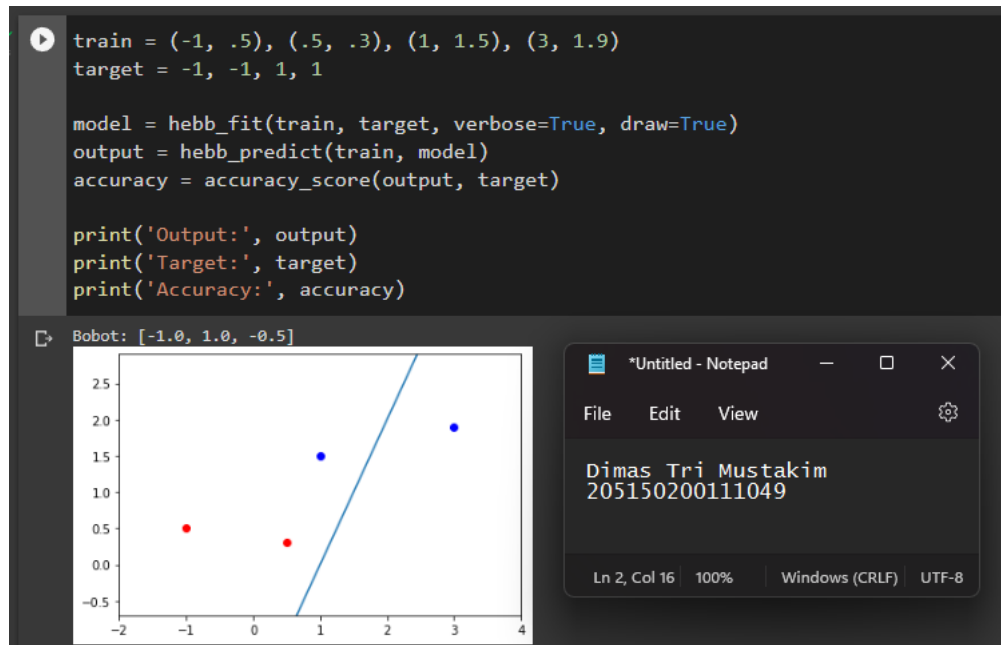 train = (-1, .5), (.5, .3), (1, 1.5), (3, 1.9)
target = -1, -1, 1, 1
model = hebb_fit(train, target, verbose=True, draw=True)
output = hebb_predict(train, model)
accuracy = accuracy_score(output, target)
print('Output:', output)
print('Target:', target)
print('Accuracy:', accuracy)
Bobot: [-1.0, 1.0, -0.5]
2.5
2.0
1.5
1.0
0.5
0.0
−0.5
−2 −1 0 1 2 3 4
*Untitled - Notepad
File Edit View
Dimas Tri Mustakim
205150200111049
Ln 2, Col 16 100% Windows (CRLF) UTF-8